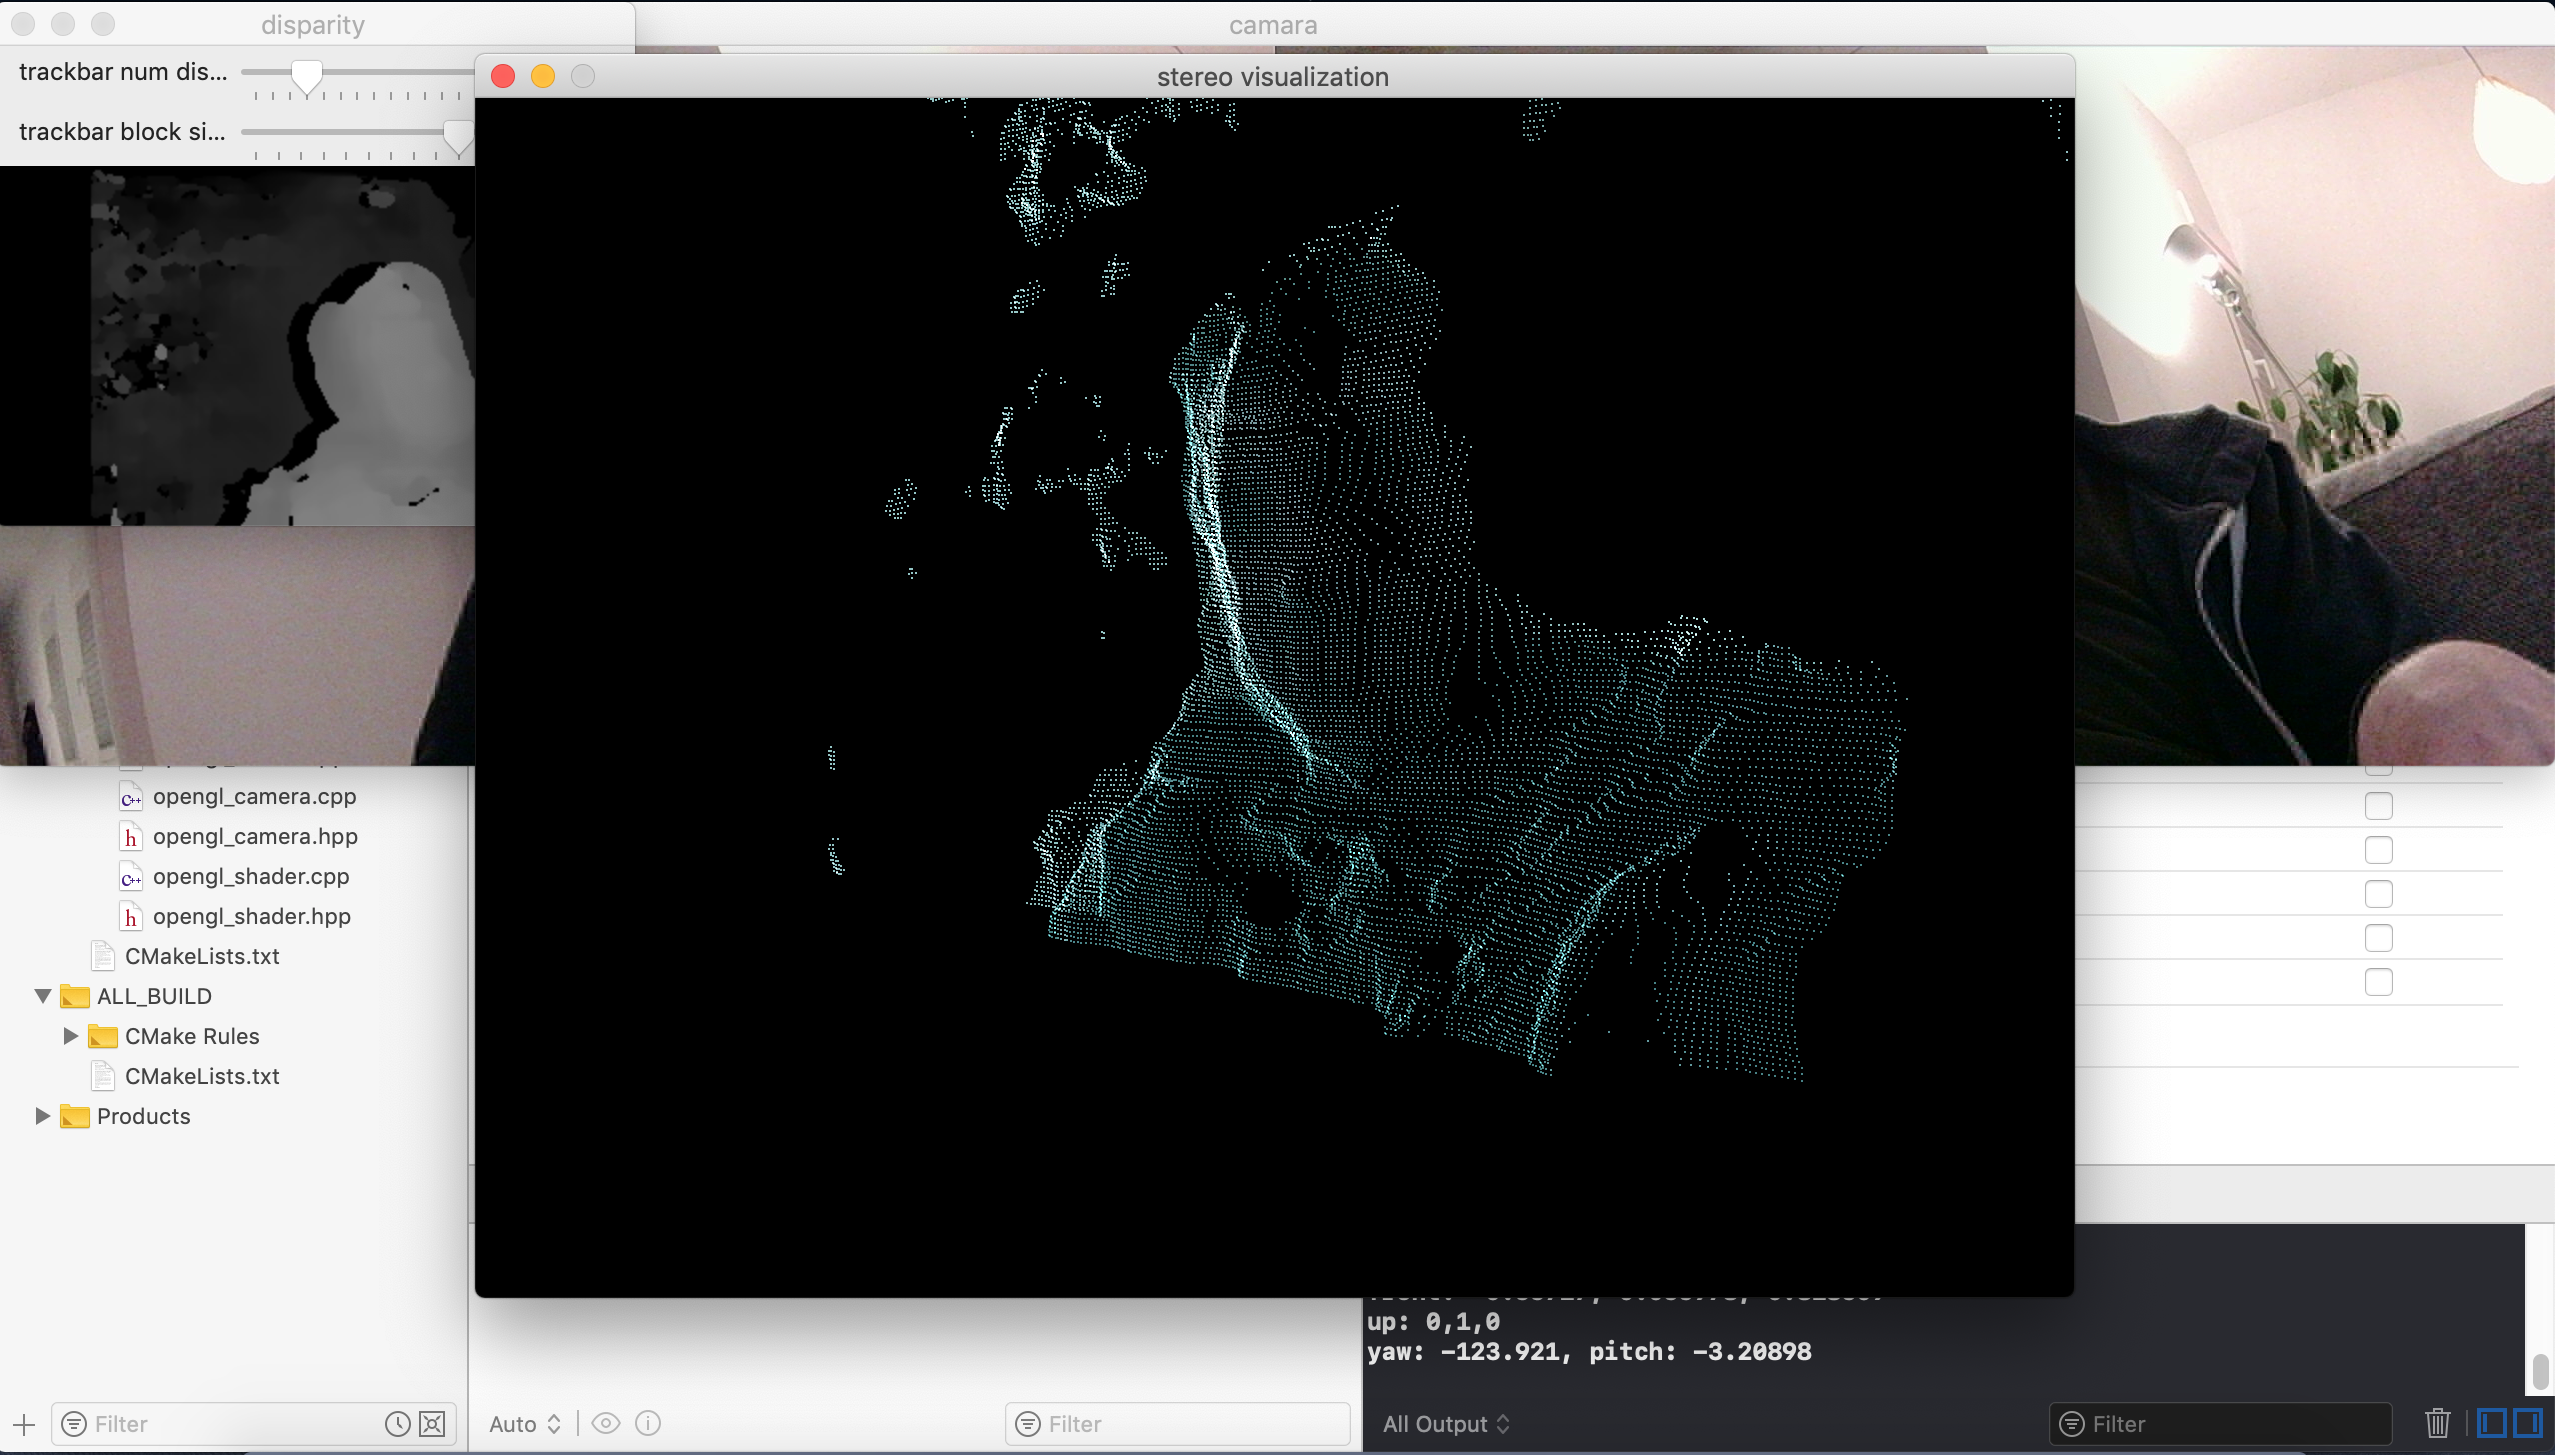 disparity
camara
trackbar num dis...
stereo visualization
trackbar block si...
opengl_camera.cpp
opengl_camera.hpp
opengl_shader.cpp
opengl_shader.hpp
CMakeLists.txt
ALL_BUILD
CMake Rules
CMakeLists.txt
Products
up: 0,1,0
yaw: -123.921, pitch: -3.20898
Filter
Auto
Filter
All Output
Filter